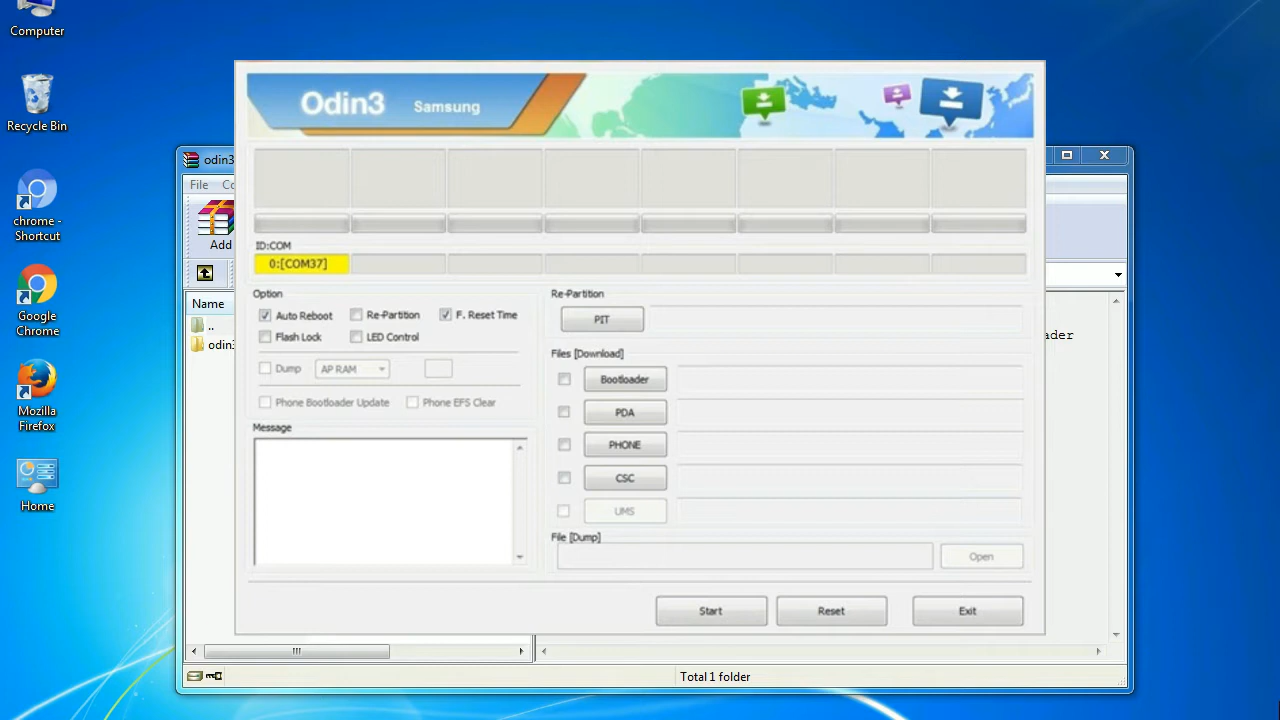 Computer
Recycle Bin
chrome -
Shortcut
Google
Chrome
Mozilla
Firefox
Home
odin3
File
Add
Name
..
odin3
Total 1 folder
Odin3 Samsung
ID:COM
0:[COM37]
Option
Auto Reboot Re-Partition F. Reset Time
Flash Lock LED Control
Dump AP RAM
Phone Bootloader Update Phone EFS Clear
Message
Re-Partition
PIT
Files [Download]
Bootloader
PDA
PHONE
CSC
UMS
File [Dump]
Open
Start Reset Exit